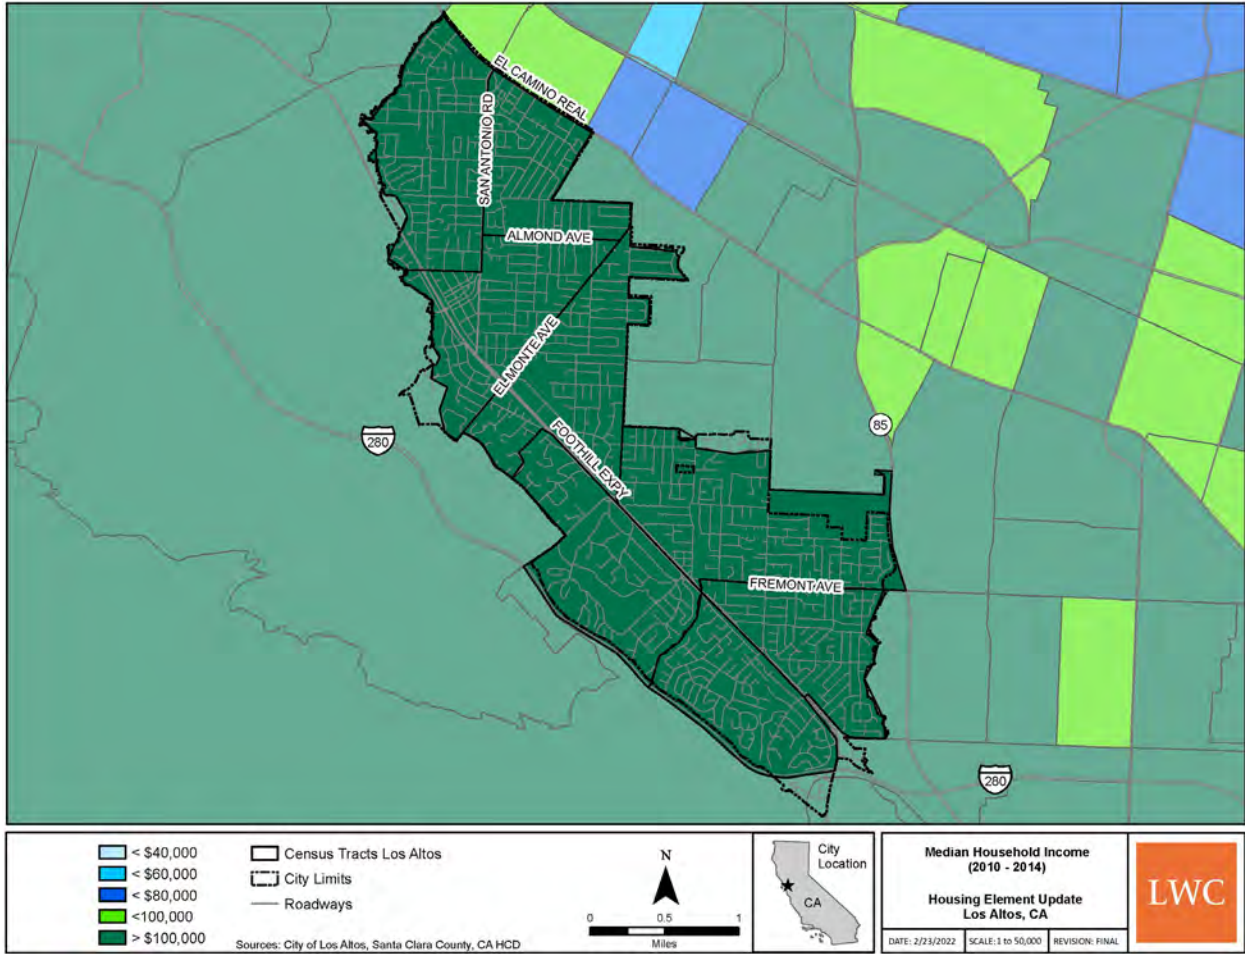 EL CAMINO REAL
SAN ANTONIO RD
ALMOND AVE
EL MONTE AVE
FOOTHILL EXPY
280
85
FREMONT AVE
280
< $40,000
< $60,000
< $80,000
<100,000
> $100,000
Census Tracts Los Altos
City Limits
Roadways
Sources: City of Los Altos, Santa Clara County, CA HCD
N
0 0.5 1
Miles
City
Location
CA
Median Household Income
(2010 - 2014)
Housing Element Update
Los Altos, CA
DATE: 2/23/2022 SCALE: 1 to 50,000 REVISION: FINAL
LWC